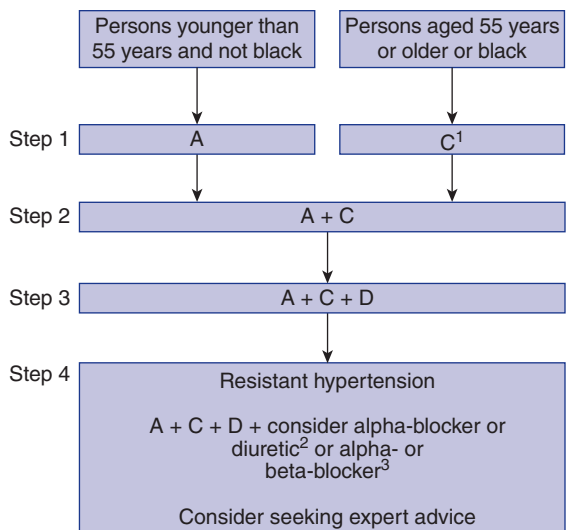 Persons younger than
55 years and not black
Persons aged 55 years
or older or black
Step 1
A
C¹
Step 2
A + C
Step 3
A + C + D
Step 4
Resistant hypertension
A + C + D + consider alpha-blocker or
diuretic² or alpha- or
beta-blocker³
Consider seeking expert advice